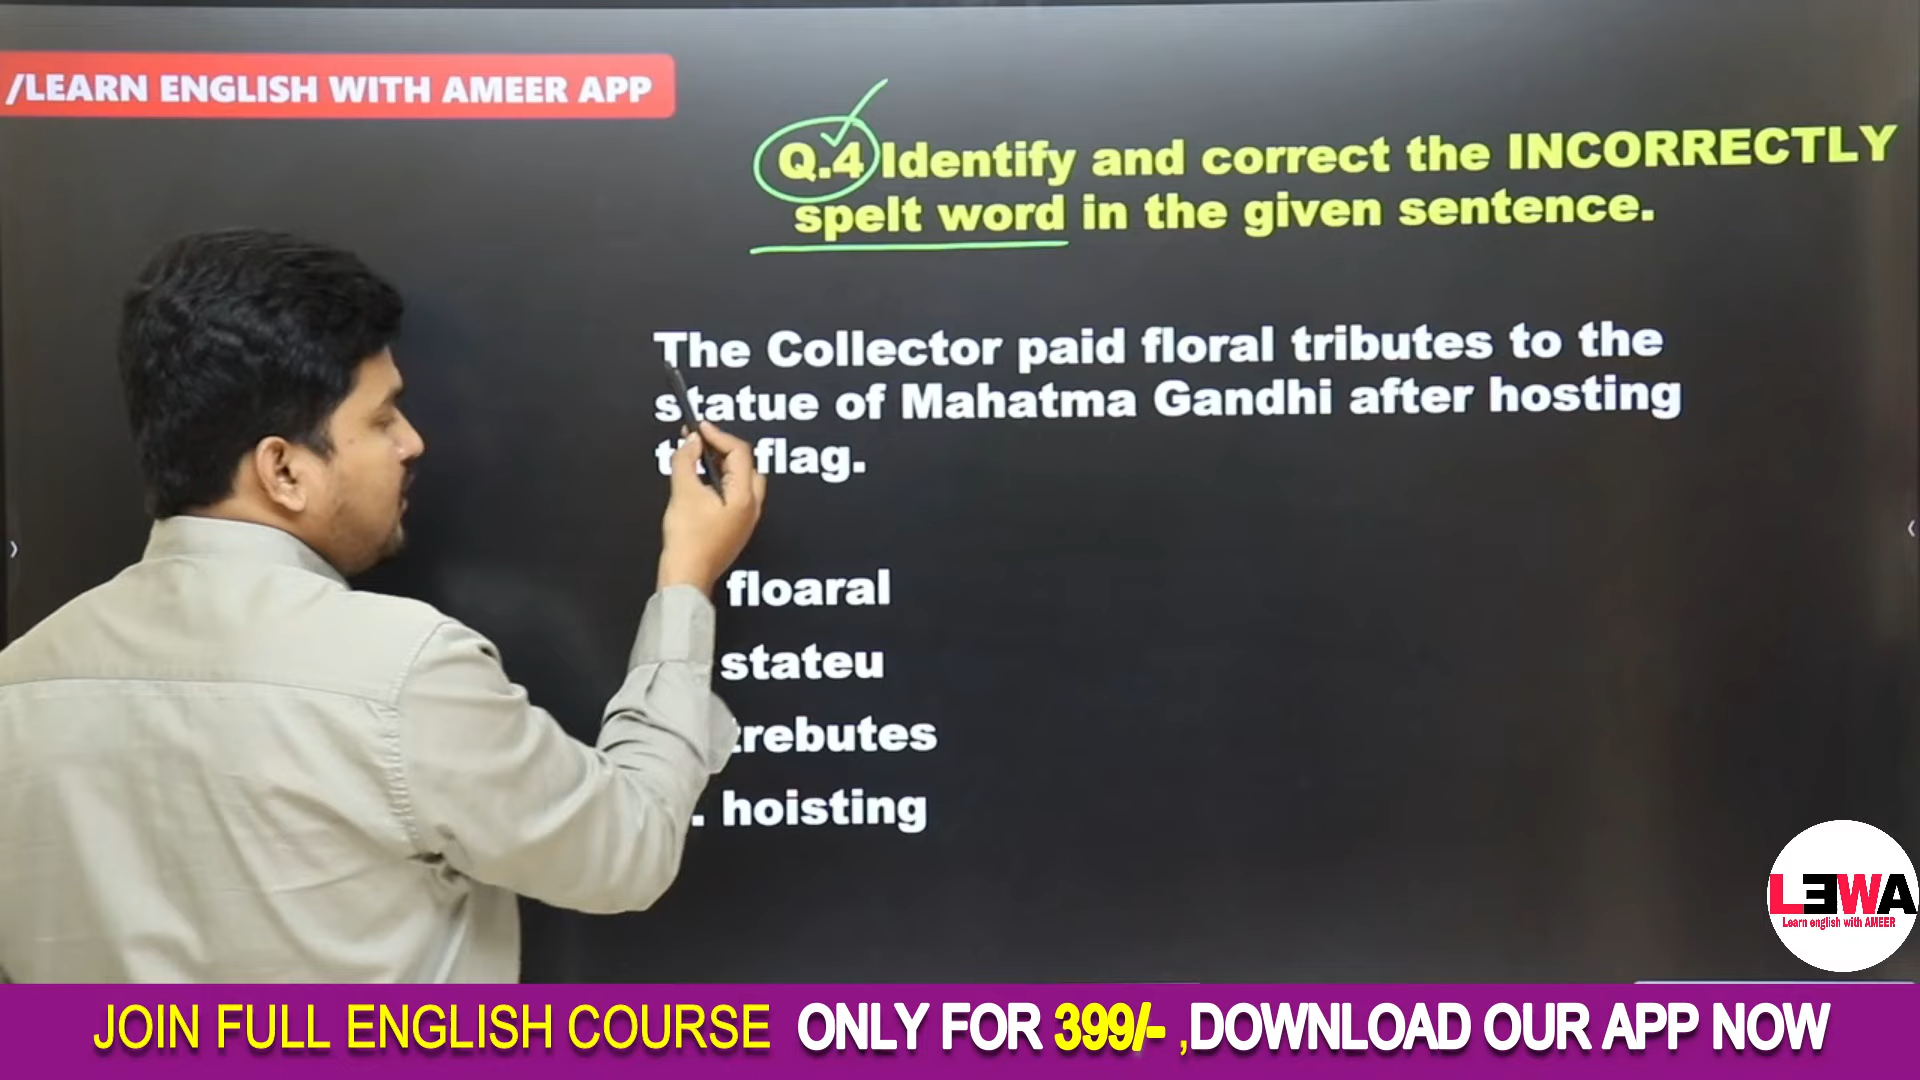 /LEARN ENGLISH WITH AMEER APP
Q.4 Identify and correct the INCORRECTLY
spelt word in the given sentence.
The Collector paid floral tributes to the
statue of Mahatma Gandhi after hosting
flag.
floaral
stateu
trebutes
. hoisting
LEWA
Learn english with AMEER
JOIN FULL ENGLISH COURSE ONLY FOR 399/- ,DOWNLOAD OUR APP NOW